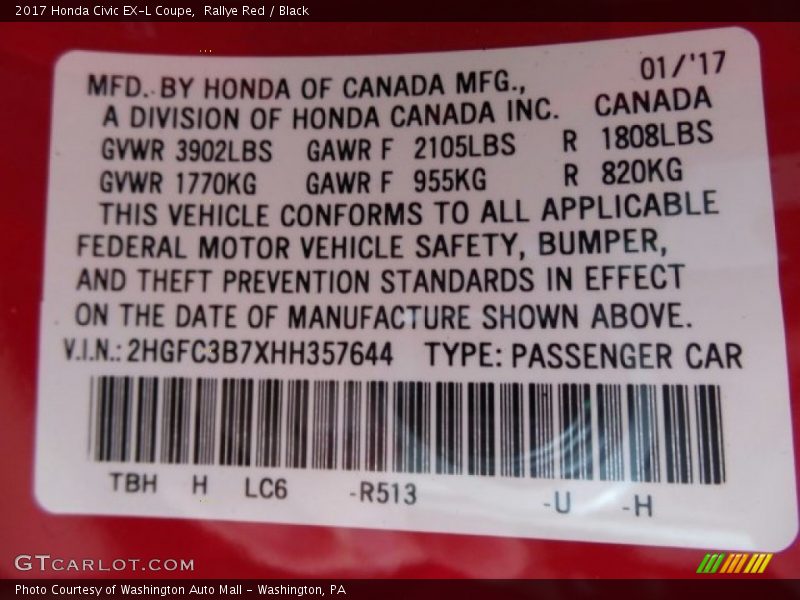 2017 Honda Civic EX-L Coupe,  Rallye Red / Black
01/'17
MFD. BY HONDA OF CANADA MFG.,
A DIVISION OF HONDA CANADA INC. CANADA
GVWR 3902LBS GAWR F 2105LBS R 1808LBS
GVWR 1770KG GAWR F 955KG R 820KG
THIS VEHICLE CONFORMS TO ALL APPLICABLE
FEDERAL MOTOR VEHICLE SAFETY, BUMPER,
AND THEFT PREVENTION STANDARDS IN EFFECT
ON THE DATE OF MANUFACTURE SHOWN ABOVE.
V.I.N.: 2HGFC3B7XHH357644 TYPE: PASSENGER CAR
TBH H LC6 -R513 -U -H
GTCARLOT.COM
Photo Courtesy of Washington Auto Mall - Washington, PA